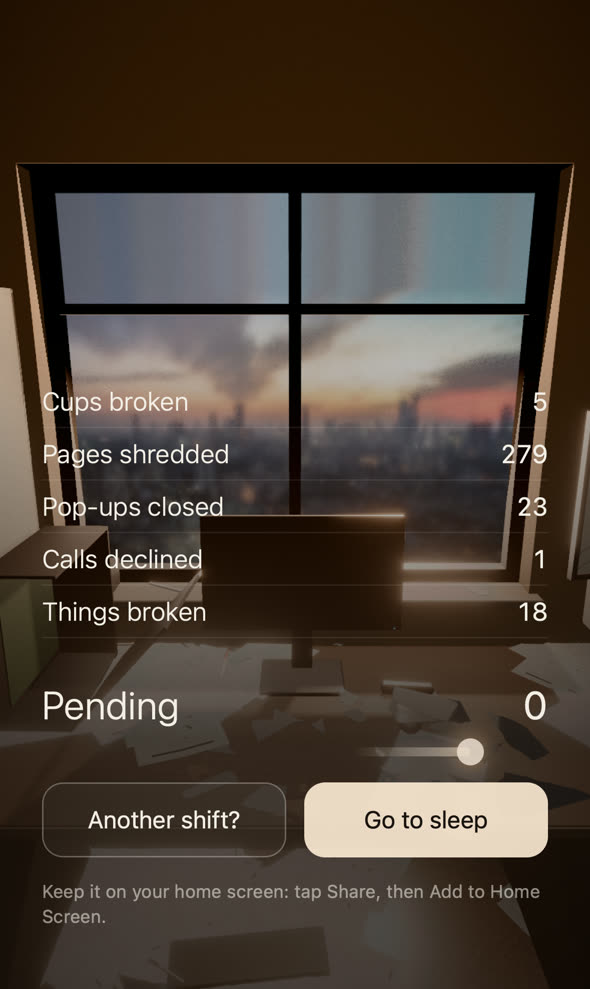 Cups broken 5
Pages shredded 279
Pop-ups closed 23
Calls declined 1
Things broken 18
Pending 0
Another shift? Go to sleep
Keep it on your home screen: tap Share, then Add to Home
Screen.